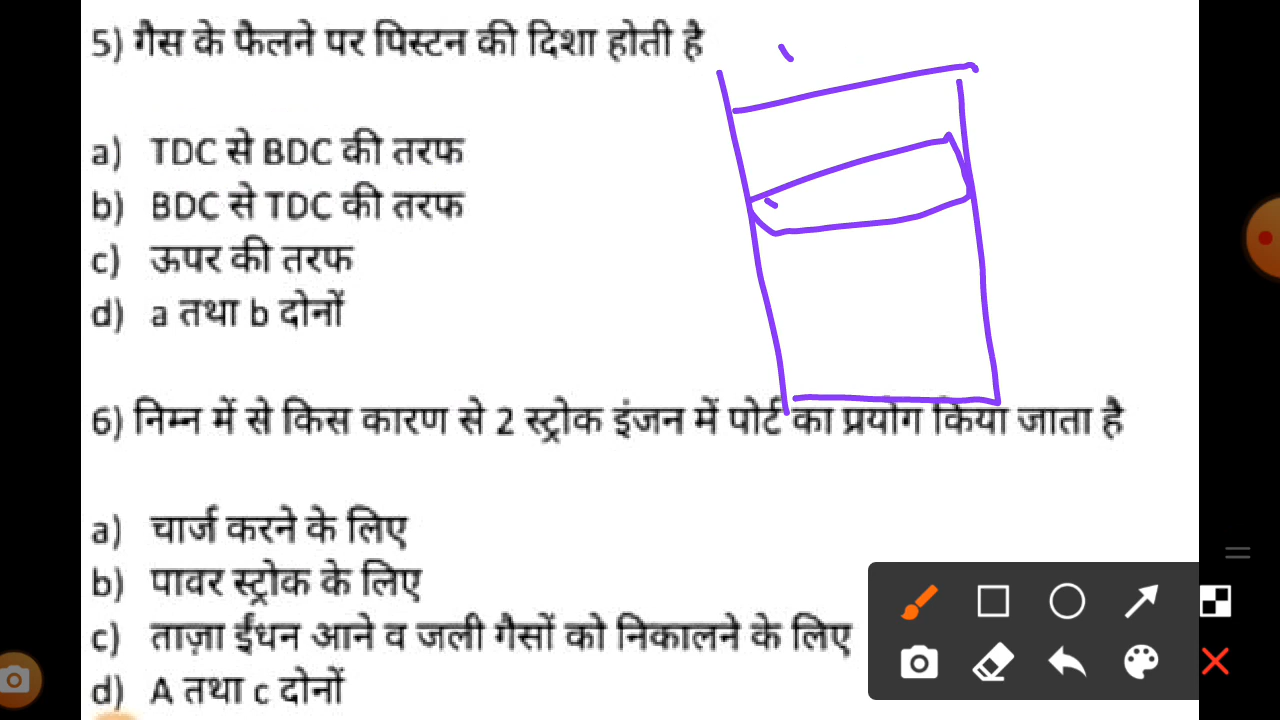 5) गैस के फैलने पर पिस्टन की दिशा होती है
a) TDC से BDC की तरफ
b) BDC से TDC की तरफ
c) ऊपर की तरफ
d) a तथा b दोनों
6) निम्न में से किस कारण से 2 स्ट्रोक इंजन में पोर्ट का प्रयोग किया जाता है
a) चार्ज करने के लिए
b) पावर स्ट्रोक के लिए
c) ताज़ा ईंधन आने व जली गैसों को निकालने के लिए
d) A तथा c दोनों